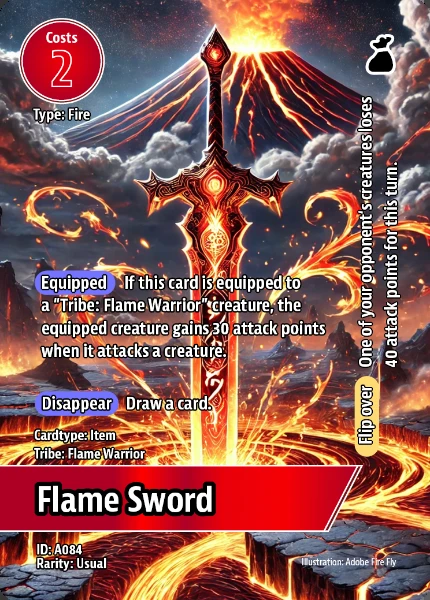 Costs
2
Type: Fire
Equipped If this card is equipped to
a "Tribe: Flame Warrior" creature, the
equipped creature gains 30 attack points
when it attacks a creature.
Disappear Draw a card.
Flip over One of your opponent's creatures loses
40 attack points for this turn.
Cardtype: Item
Tribe: Flame Warrior
Flame Sword
ID: A084
Rarity: Usual
Illustration: Adobe Fire Fly